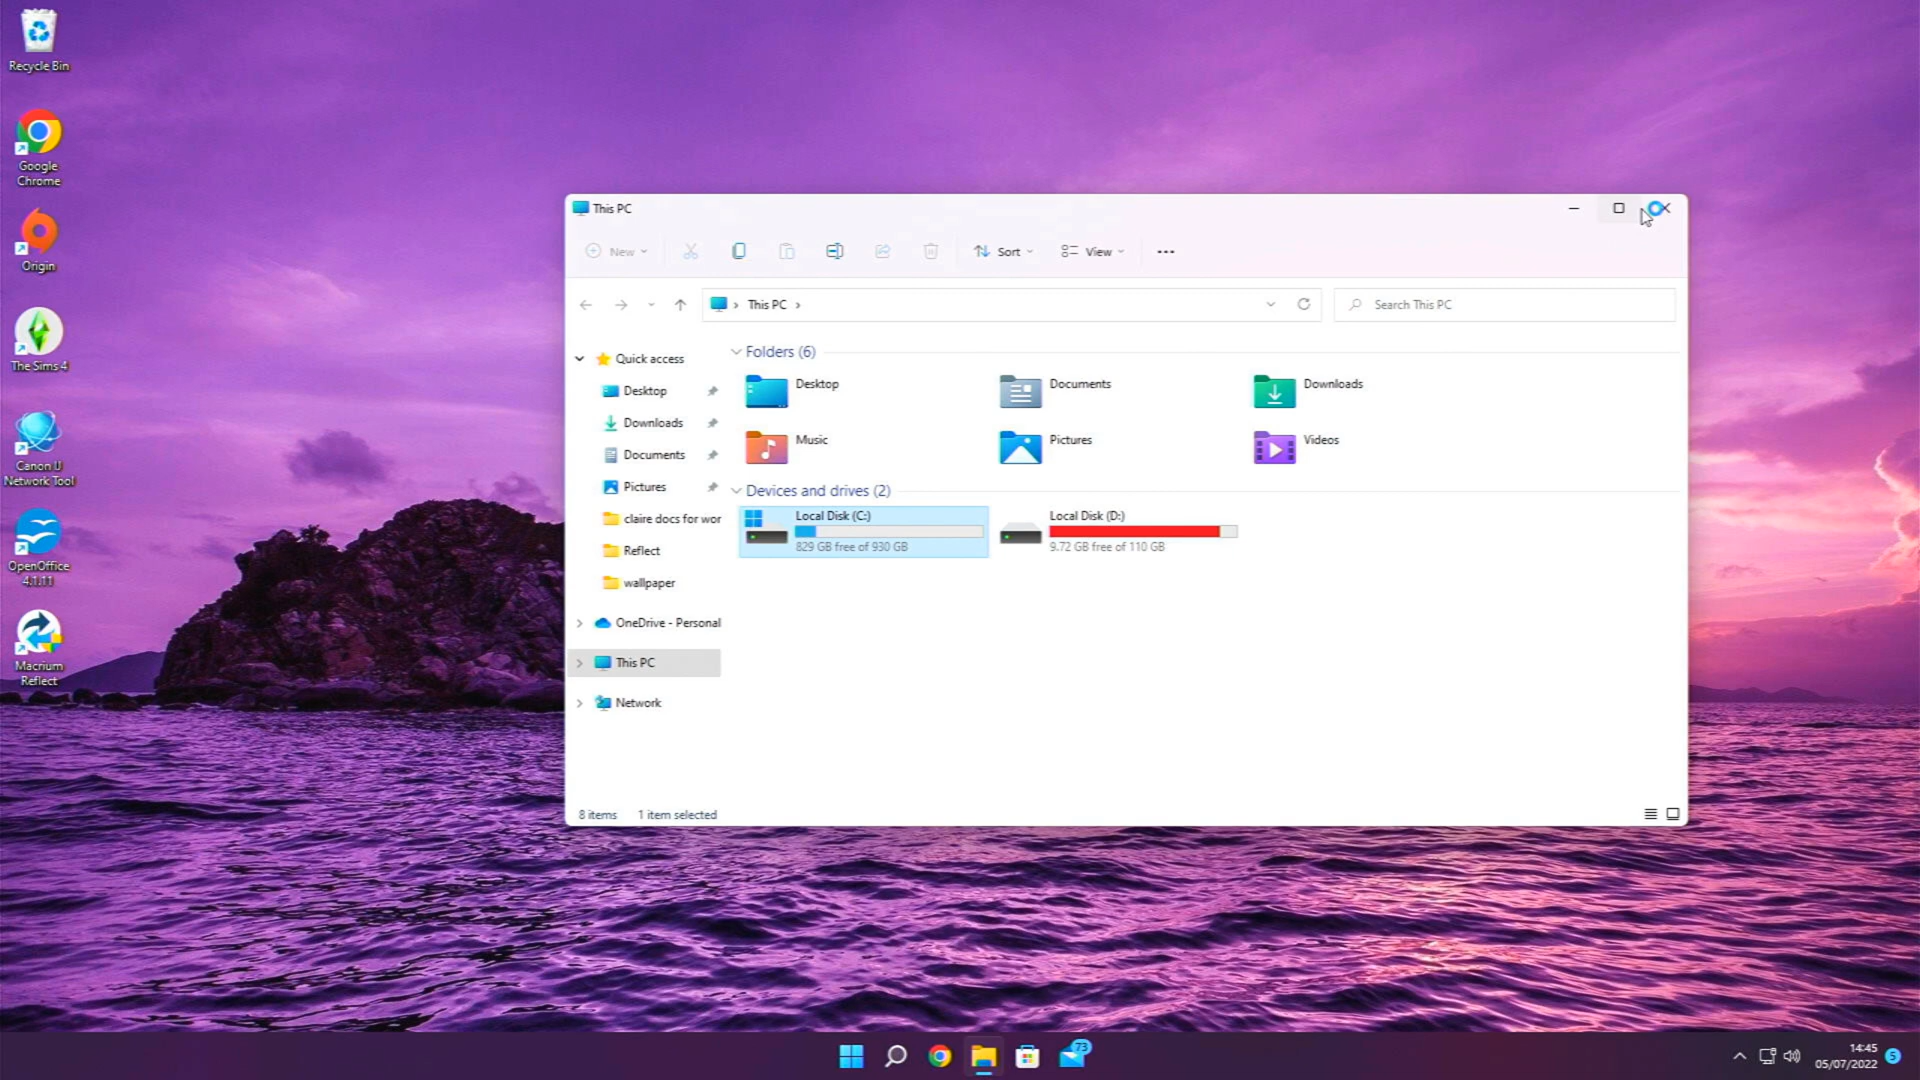 Recycle Bin
Google
Chrome
Origin
The Sims 4
Canon IJ
Network Tool
OpenOffice
4.1.11
Macrium
Reflect
This PC
New
Sort
View
This PC
Search This PC
Quick access
Desktop
Downloads
Documents
Pictures
claire docs for wor
Reflect
wallpaper
OneDrive - Personal
This PC
Network
Folders (6)
Desktop
Documents
Downloads
Music
Pictures
Videos
Devices and drives (2)
Local Disk (C:)
829 GB free of 930 GB
Local Disk (D:)
9.72 GB free of 110 GB
8 items 1 item selected
73
14:45
05/07/2022
5